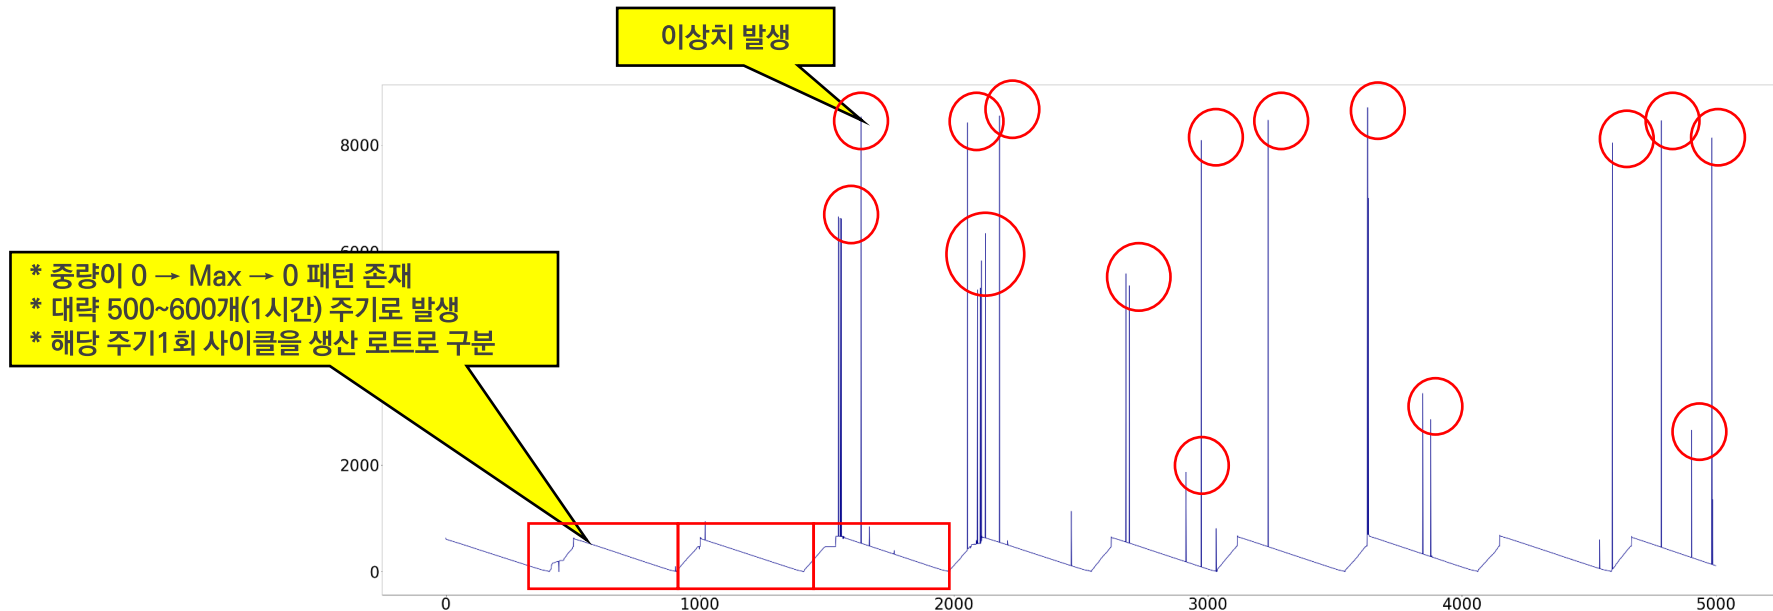 이상치 발생
8000
6000
* 중량이 0 → Max → 0 패턴 존재
* 대략 500~600개(1시간) 주기로 발생
* 해당 주기1회 사이클을 생산 로트로 구분
2000
0
0 1000 2000 3000 4000 5000